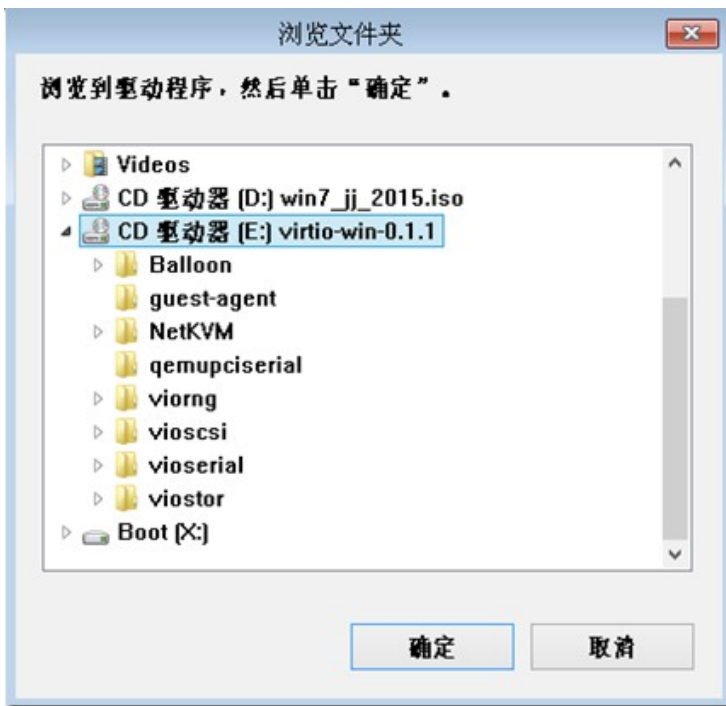 浏览文件夹
浏览到驱动程序，然后单击“确定”。
Videos
CD 驱动器 (D:) win7_jj_2015.iso
CD 驱动器 (E:) virtio-win-0.1.1
Balloon
guest-agent
NetKVM
qemupciserial
viorng
vioscsi
vioserial
viostor
Boot (X:)
确定 取消